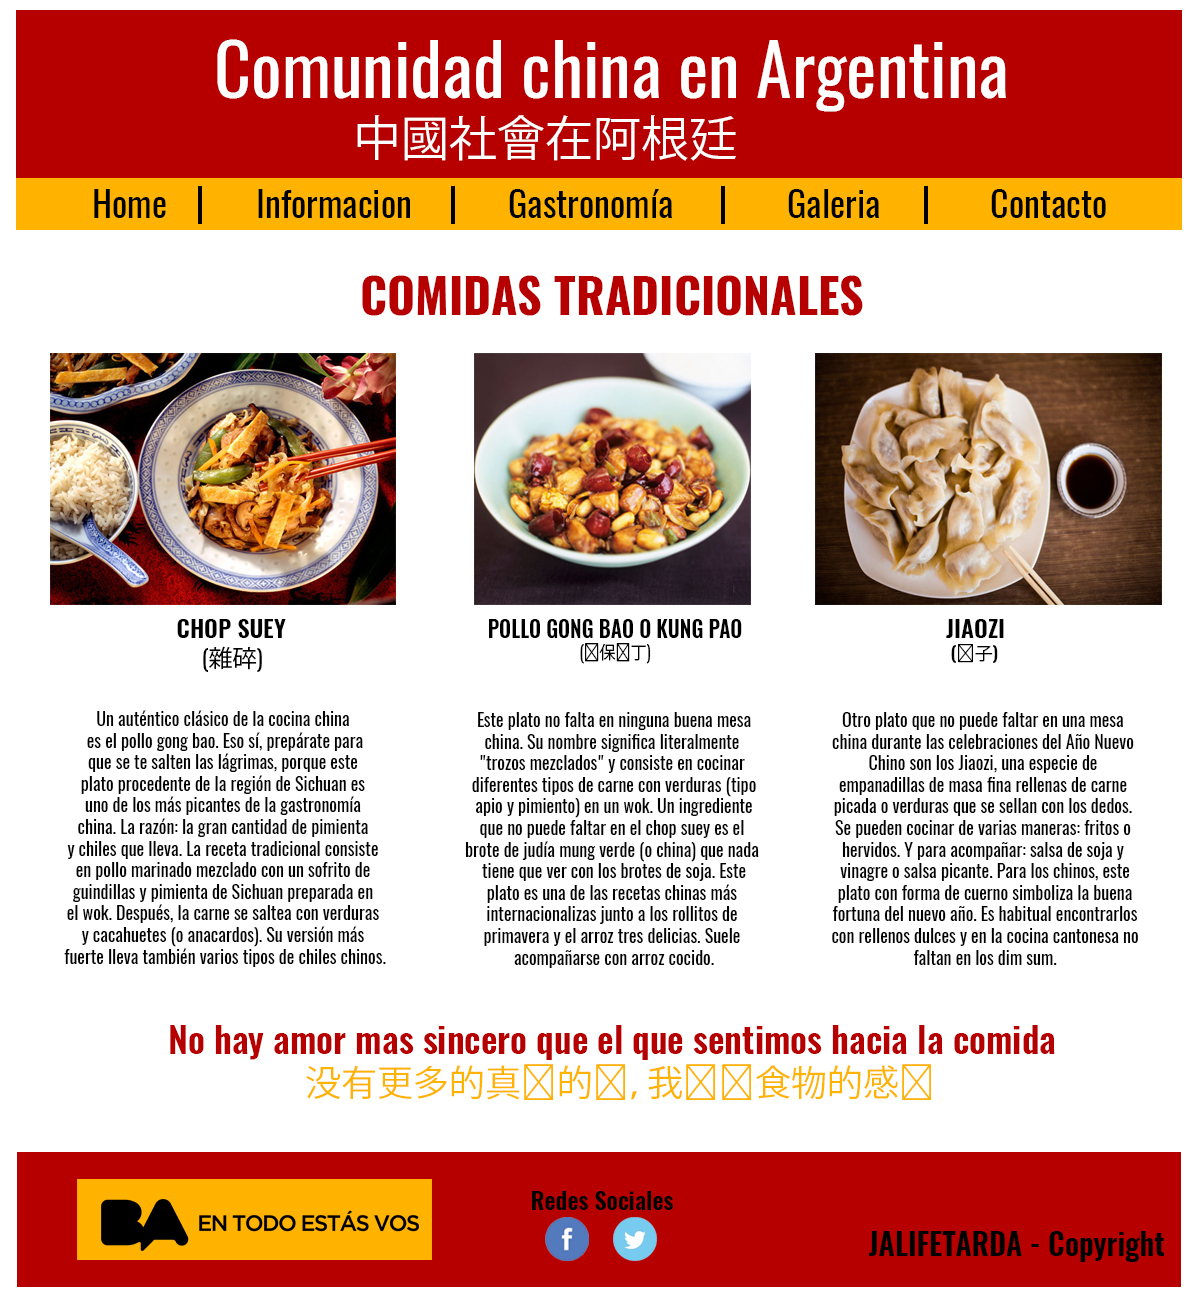 Comunidad china en Argentina
中國社會在阿根廷
Home | Informacion | Gastronomía | Galeria | Contacto
COMIDAS TRADICIONALES
CHOP SUEY
(雜碎)
Un auténtico clásico de la cocina china
es el pollo gong bao. Eso sí, prepárate para
que se te salten las lágrimas, porque este
plato procedente de la región de Sichuan es
uno de los más picantes de la gastronomía
china. La razón: la gran cantidad de pimienta
y chiles que lleva. La receta tradicional consiste
en pollo marinado mezclado con un sofrito de
guindillas y pimienta de Sichuan preparada en
el wok. Después, la carne se saltea con verduras
y cacahuetes (o anacardos). Su versión más
fuerte lleva también varios tipos de chiles chinos.
POLLO GONG BAO O KUNG PAO
(保丁)
Este plato no falta en ninguna buena mesa
china. Su nombre significa literalmente
"trozos mezclados" y consiste en cocinar
diferentes tipos de carne con verduras (tipo
apio y pimiento) en un wok. Un ingrediente
que no puede faltar en el chop suey es el
brote de judía mung verde (o china) que nada
tiene que ver con los brotes de soja. Este
plato es una de las recetas chinas más
internacionalizas junto a los rollitos de
primavera y el arroz tres delicias. Suele
acompañarse con arroz cocido.
JIAOZI
(子)
Otro plato que no puede faltar en una mesa
china durante las celebraciones del Año Nuevo
Chino son los Jiaozi, una especie de
empanadillas de masa fina rellenas de carne
picada o verduras que se sellan con los dedos.
Se pueden cocinar de varias maneras: fritos o
hervidos. Y para acompañar: salsa de soja y
vinagre o salsa picante. Para los chinos, este
plato con forma de cuerno simboliza la buena
fortuna del nuevo año. Es habitual encontrarlos
con rellenos dulces y en la cocina cantonesa no
faltan en los dim sum.
No hay amor mas sincero que el que sentimos hacia la comida
没有更多的真的, 我食物的感
BA EN TODO ESTÁS VOS
Redes Sociales
JALIFETARDA - Copyright